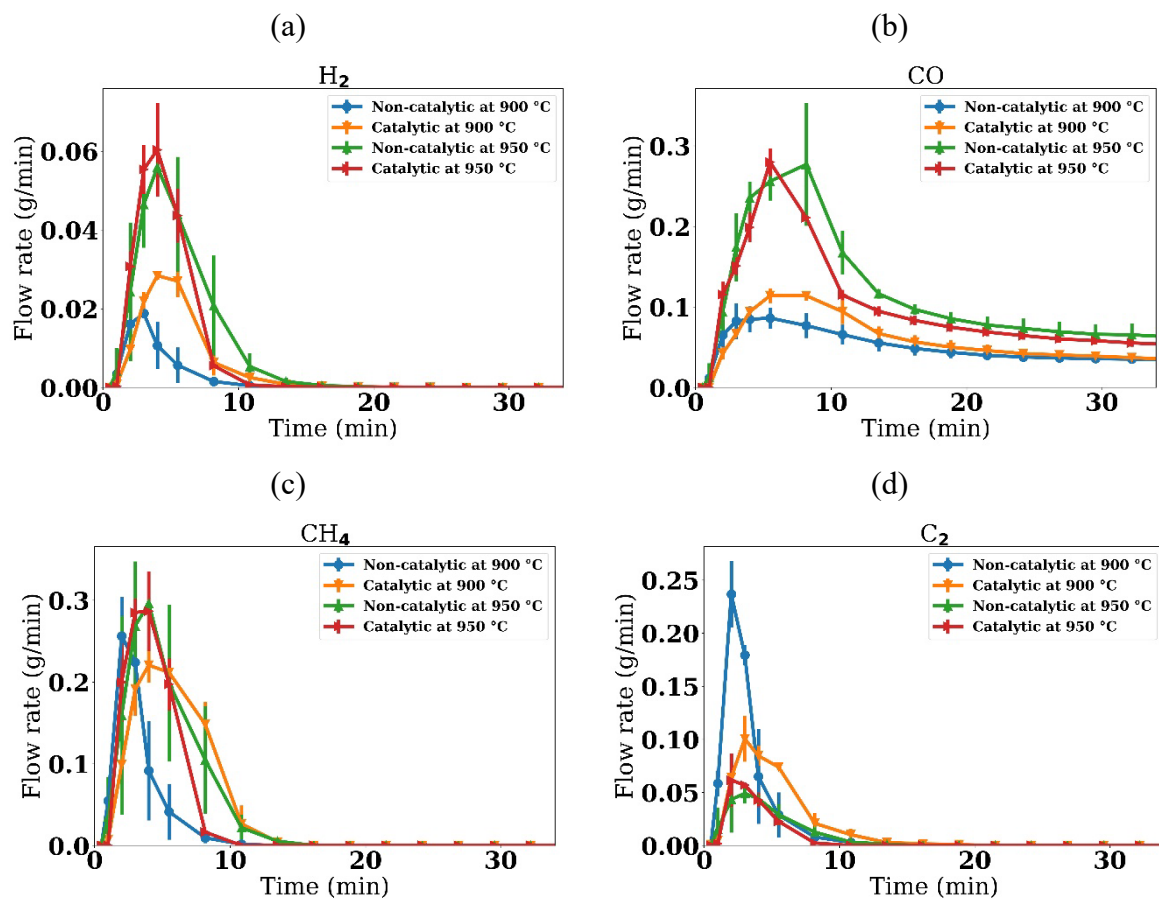 (a)
H₂
Flow rate (g/min)
0.06
0.04
0.02
0.00
0 10 20 30
Time (min)
Non-catalytic at 900 °C
Catalytic at 900 °C
Non-catalytic at 950 °C
Catalytic at 950 °C
(b)
CO
Flow rate (g/min)
0.3
0.2
0.1
0.0
0 10 20 30
Time (min)
Non-catalytic at 900 °C
Catalytic at 900 °C
Non-catalytic at 950 °C
Catalytic at 950 °C
(c)
CH₄
Flow rate (g/min)
0.3
0.2
0.1
0.0
0 10 20 30
Time (min)
Non-catalytic at 900 °C
Catalytic at 900 °C
Non-catalytic at 950 °C
Catalytic at 950 °C
(d)
C₂
Flow rate (g/min)
0.25
0.20
0.15
0.10
0.05
0.00
0 10 20 30
Time (min)
Non-catalytic at 900 °C
Catalytic at 900 °C
Non-catalytic at 950 °C
Catalytic at 950 °C